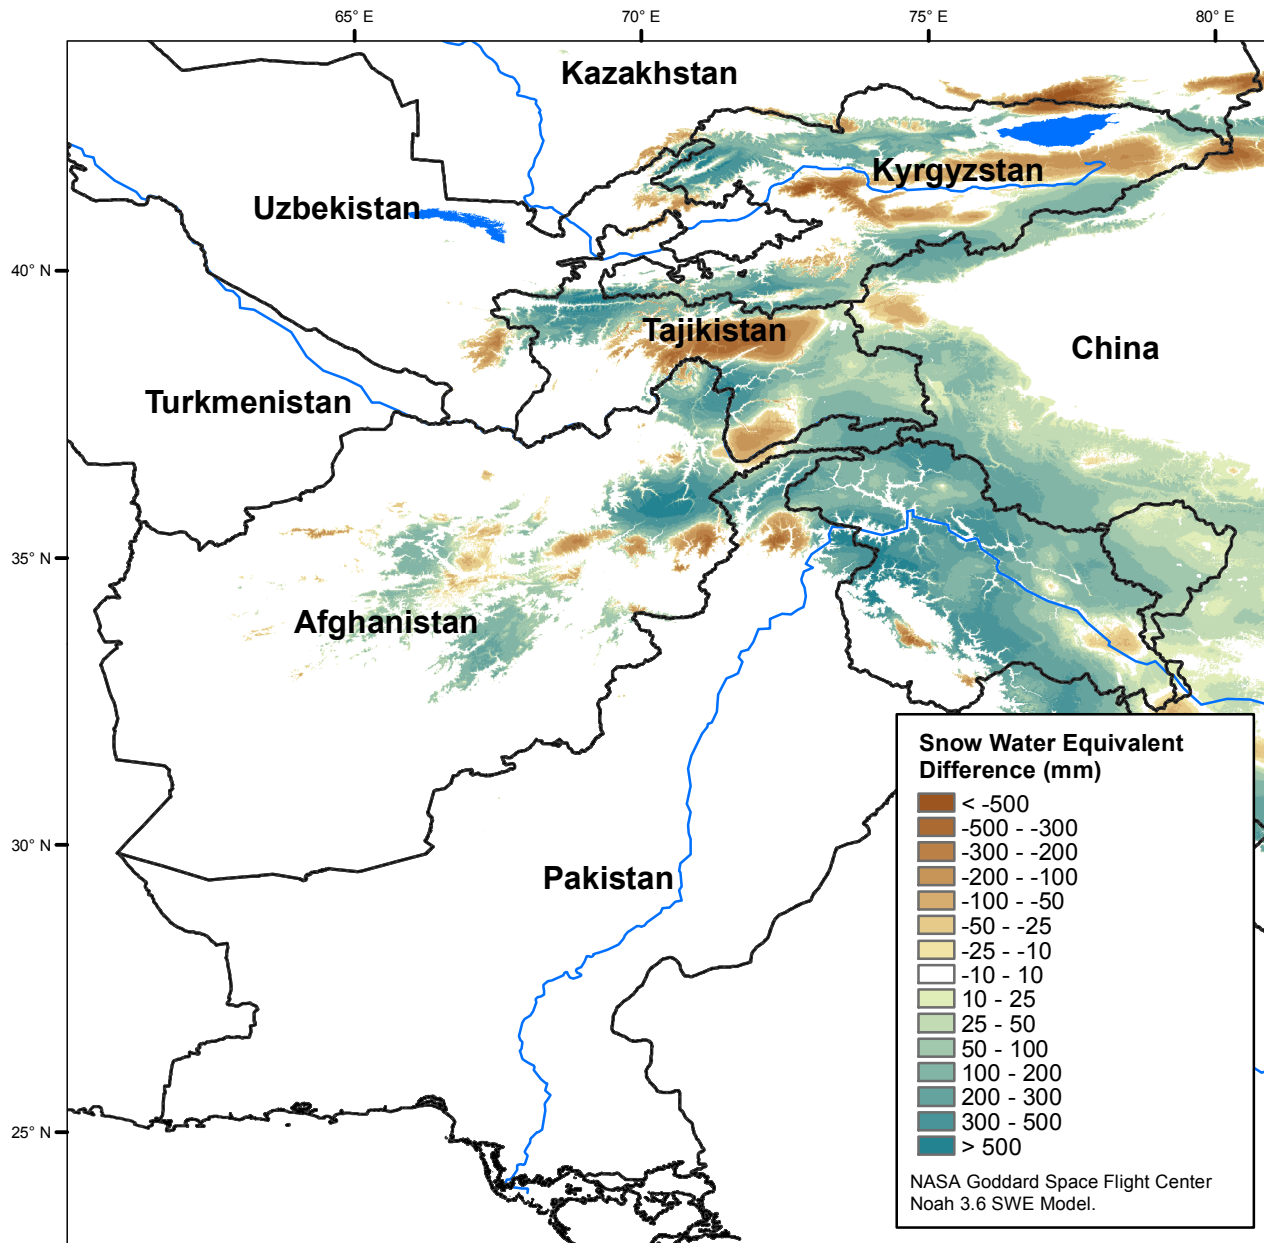 65° E
70° E
75° E
80° E
Kazakhstan
Kyrgyzstan
Uzbekistan
40° N
Tajikistan
China
Turkmenistan
35° N
Afghanistan
Snow Water Equivalent
Difference (mm)
< -500
-500 - -300
-300 - -200
-200 - -100
-100 - -50
-50 - -25
-25 - -10
-10 - 10
10 - 25
25 - 50
50 - 100
100 - 200
200 - 300
300 - 500
> 500
30° N
Pakistan
25° N
NASA Goddard Space Flight Center
Noah 3.6 SWE Model.